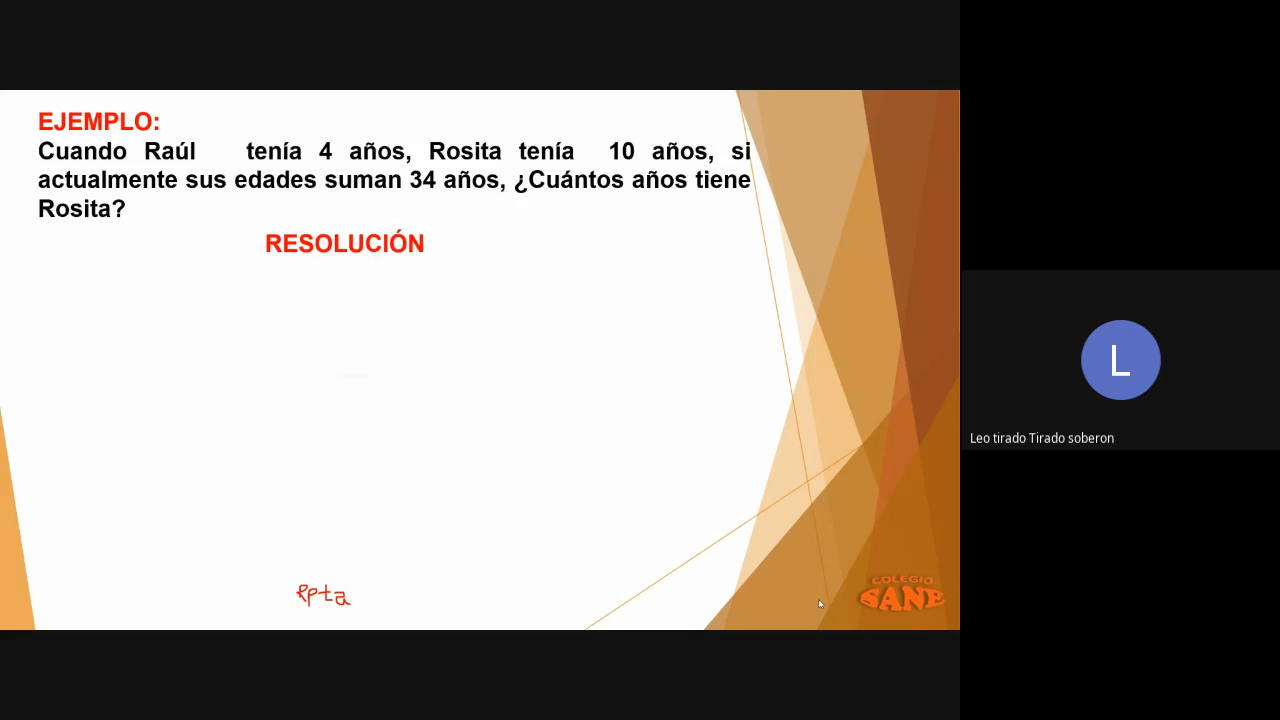 EJEMPLO:
Cuando Raúl tenía 4 años, Rosita tenía 10 años, si
actualmente sus edades suman 34 años, ¿Cuántos años tiene
Rosita?
RESOLUCIÓN
L
Leo tirado Tirado soberon
COLEGIO
SANE
Rpta